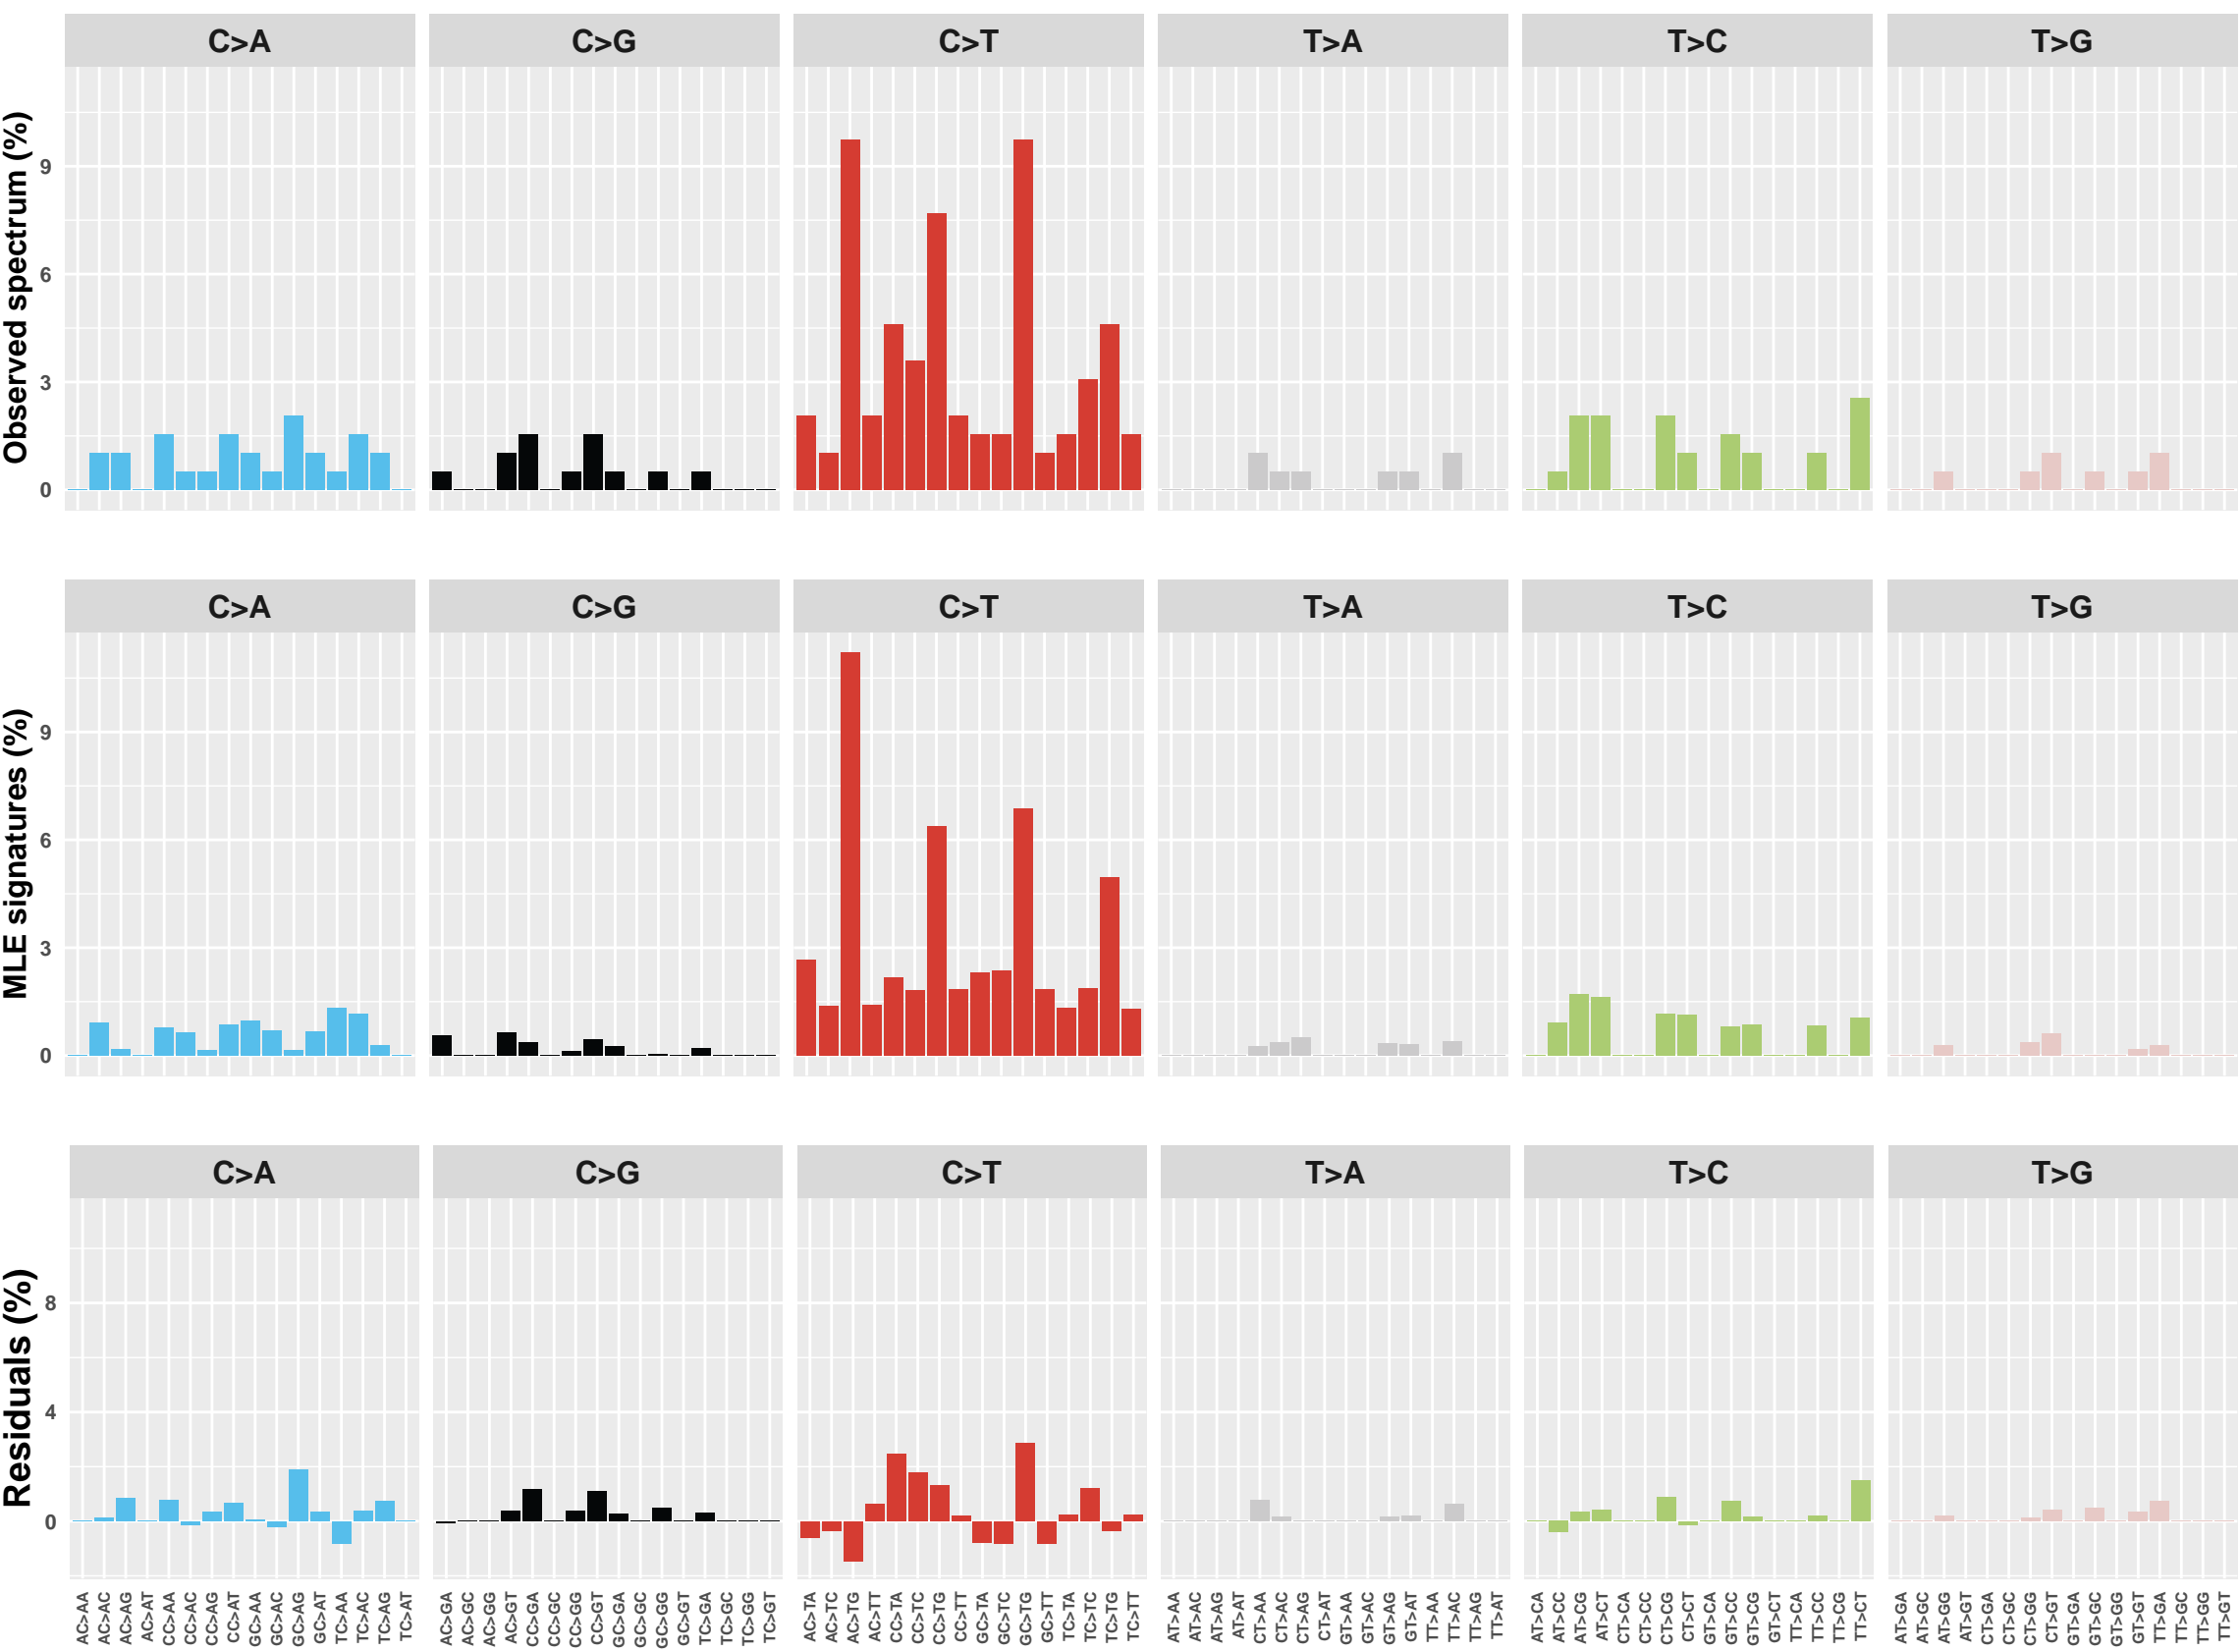 C>A C>G C>T T>A T>C T>G
Observed spectrum (%)
9
6
3
0
C>A C>G C>T T>A T>C T>G
MLE signatures (%)
9
6
3
0
C>A C>G C>T T>A T>C T>G
Residuals (%)
8
4
0
AC>AA AC>AC AC>AG AC>AT CC>AA CC>AC CC>AG CC>AT GC>AA GC>AC GC>AG GC>AT TC>AA TC>AC TC>AG TC>AT
AC>GA AC>GC AC>GG AC>GT CC>GA CC>GC CC>GG CC>GT GC>GA GC>GC GC>GG GC>GT TC>GA TC>GC TC>GG TC>GT
AC>TA AC>TC AC>TG AC>TT CC>TA CC>TC CC>TG CC>TT GC>TA GC>TC GC>TG GC>TT TC>TA TC>TC TC>TG TC>TT
AT>AA AT>AC AT>AG AT>AT CT>AA CT>AC CT>AG CT>AT GT>AA GT>AC GT>AG GT>AT TT>AA TT>AC TT>AG TT>AT
AT>CA AT>CC AT>CG AT>CT CT>CA CT>CC CT>CG CT>CT GT>CA GT>CC GT>CG GT>CT TT>CA TT>CC TT>CG TT>CT
AT>GA AT>GC AT>GG AT>GT CT>GA CT>GC CT>GG CT>GT GT>GA GT>GC GT>GG GT>GT TT>GA TT>GC TT>GG TT>GT